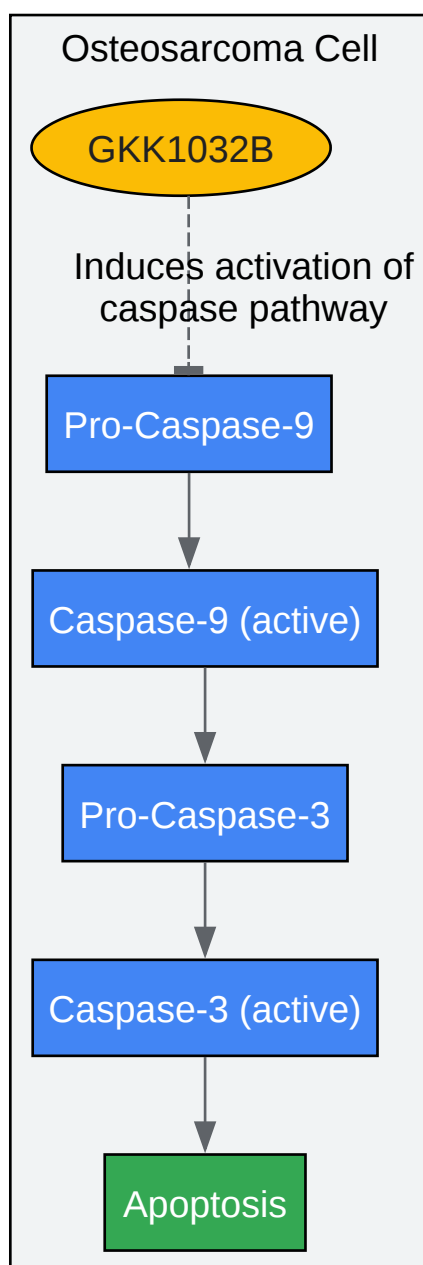 Osteosarcoma Cell
GKK1032B
Induces activation of
caspase pathway
Pro-Caspase-9
Caspase-9 (active)
Pro-Caspase-3
Caspase-3 (active)
Apoptosis